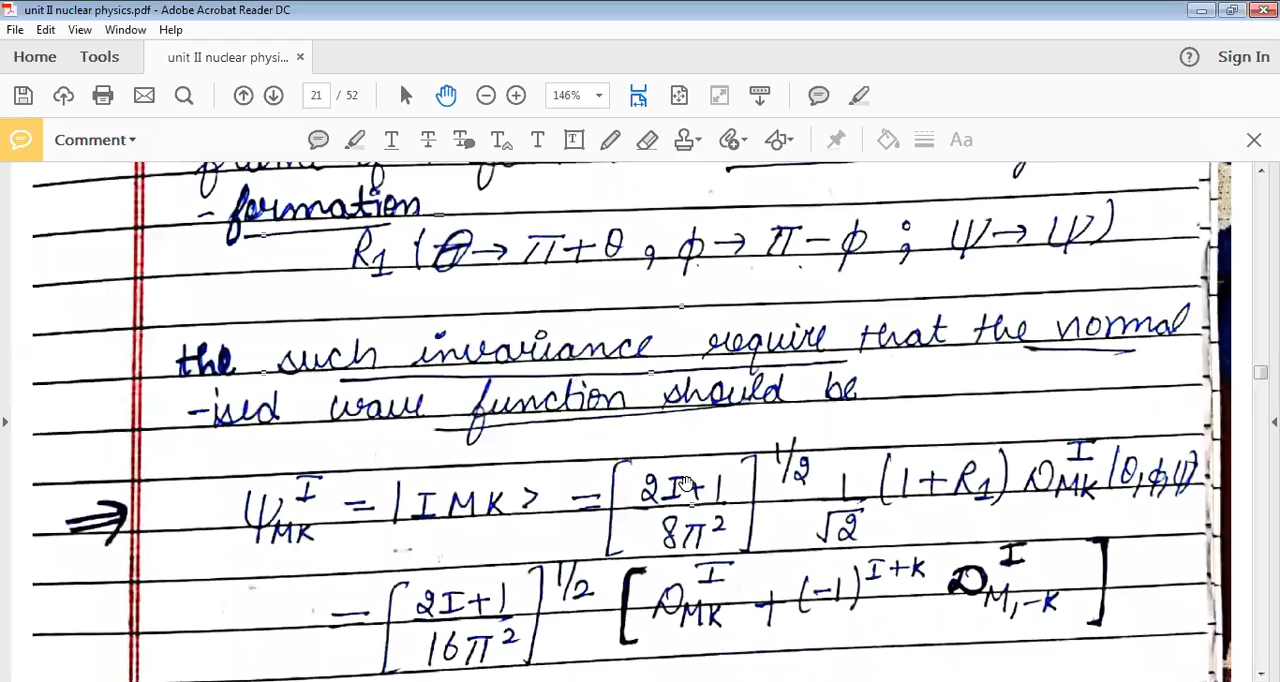 unit II nuclear physics.pdf - Adobe Acrobat Reader DC
File Edit View Window Help
Home Tools unit II nuclear physi... × Sign In
21 / 52 146%
Comment
- formation
R₁ (θ → π + θ , φ → π - φ ; ψ → ψ)
the such invariance require that the normal
-ised wave function should be
⇒ ψ^I_MK = |IMK> = [2I+1 / 8π²]^1/2 1/√2 (1 + R₁) D^I_MK (θ, φ, ψ)
= [2I+1 / 16π²]^1/2 [D^I_MK + (-1)^I+K D^I_M,-K]